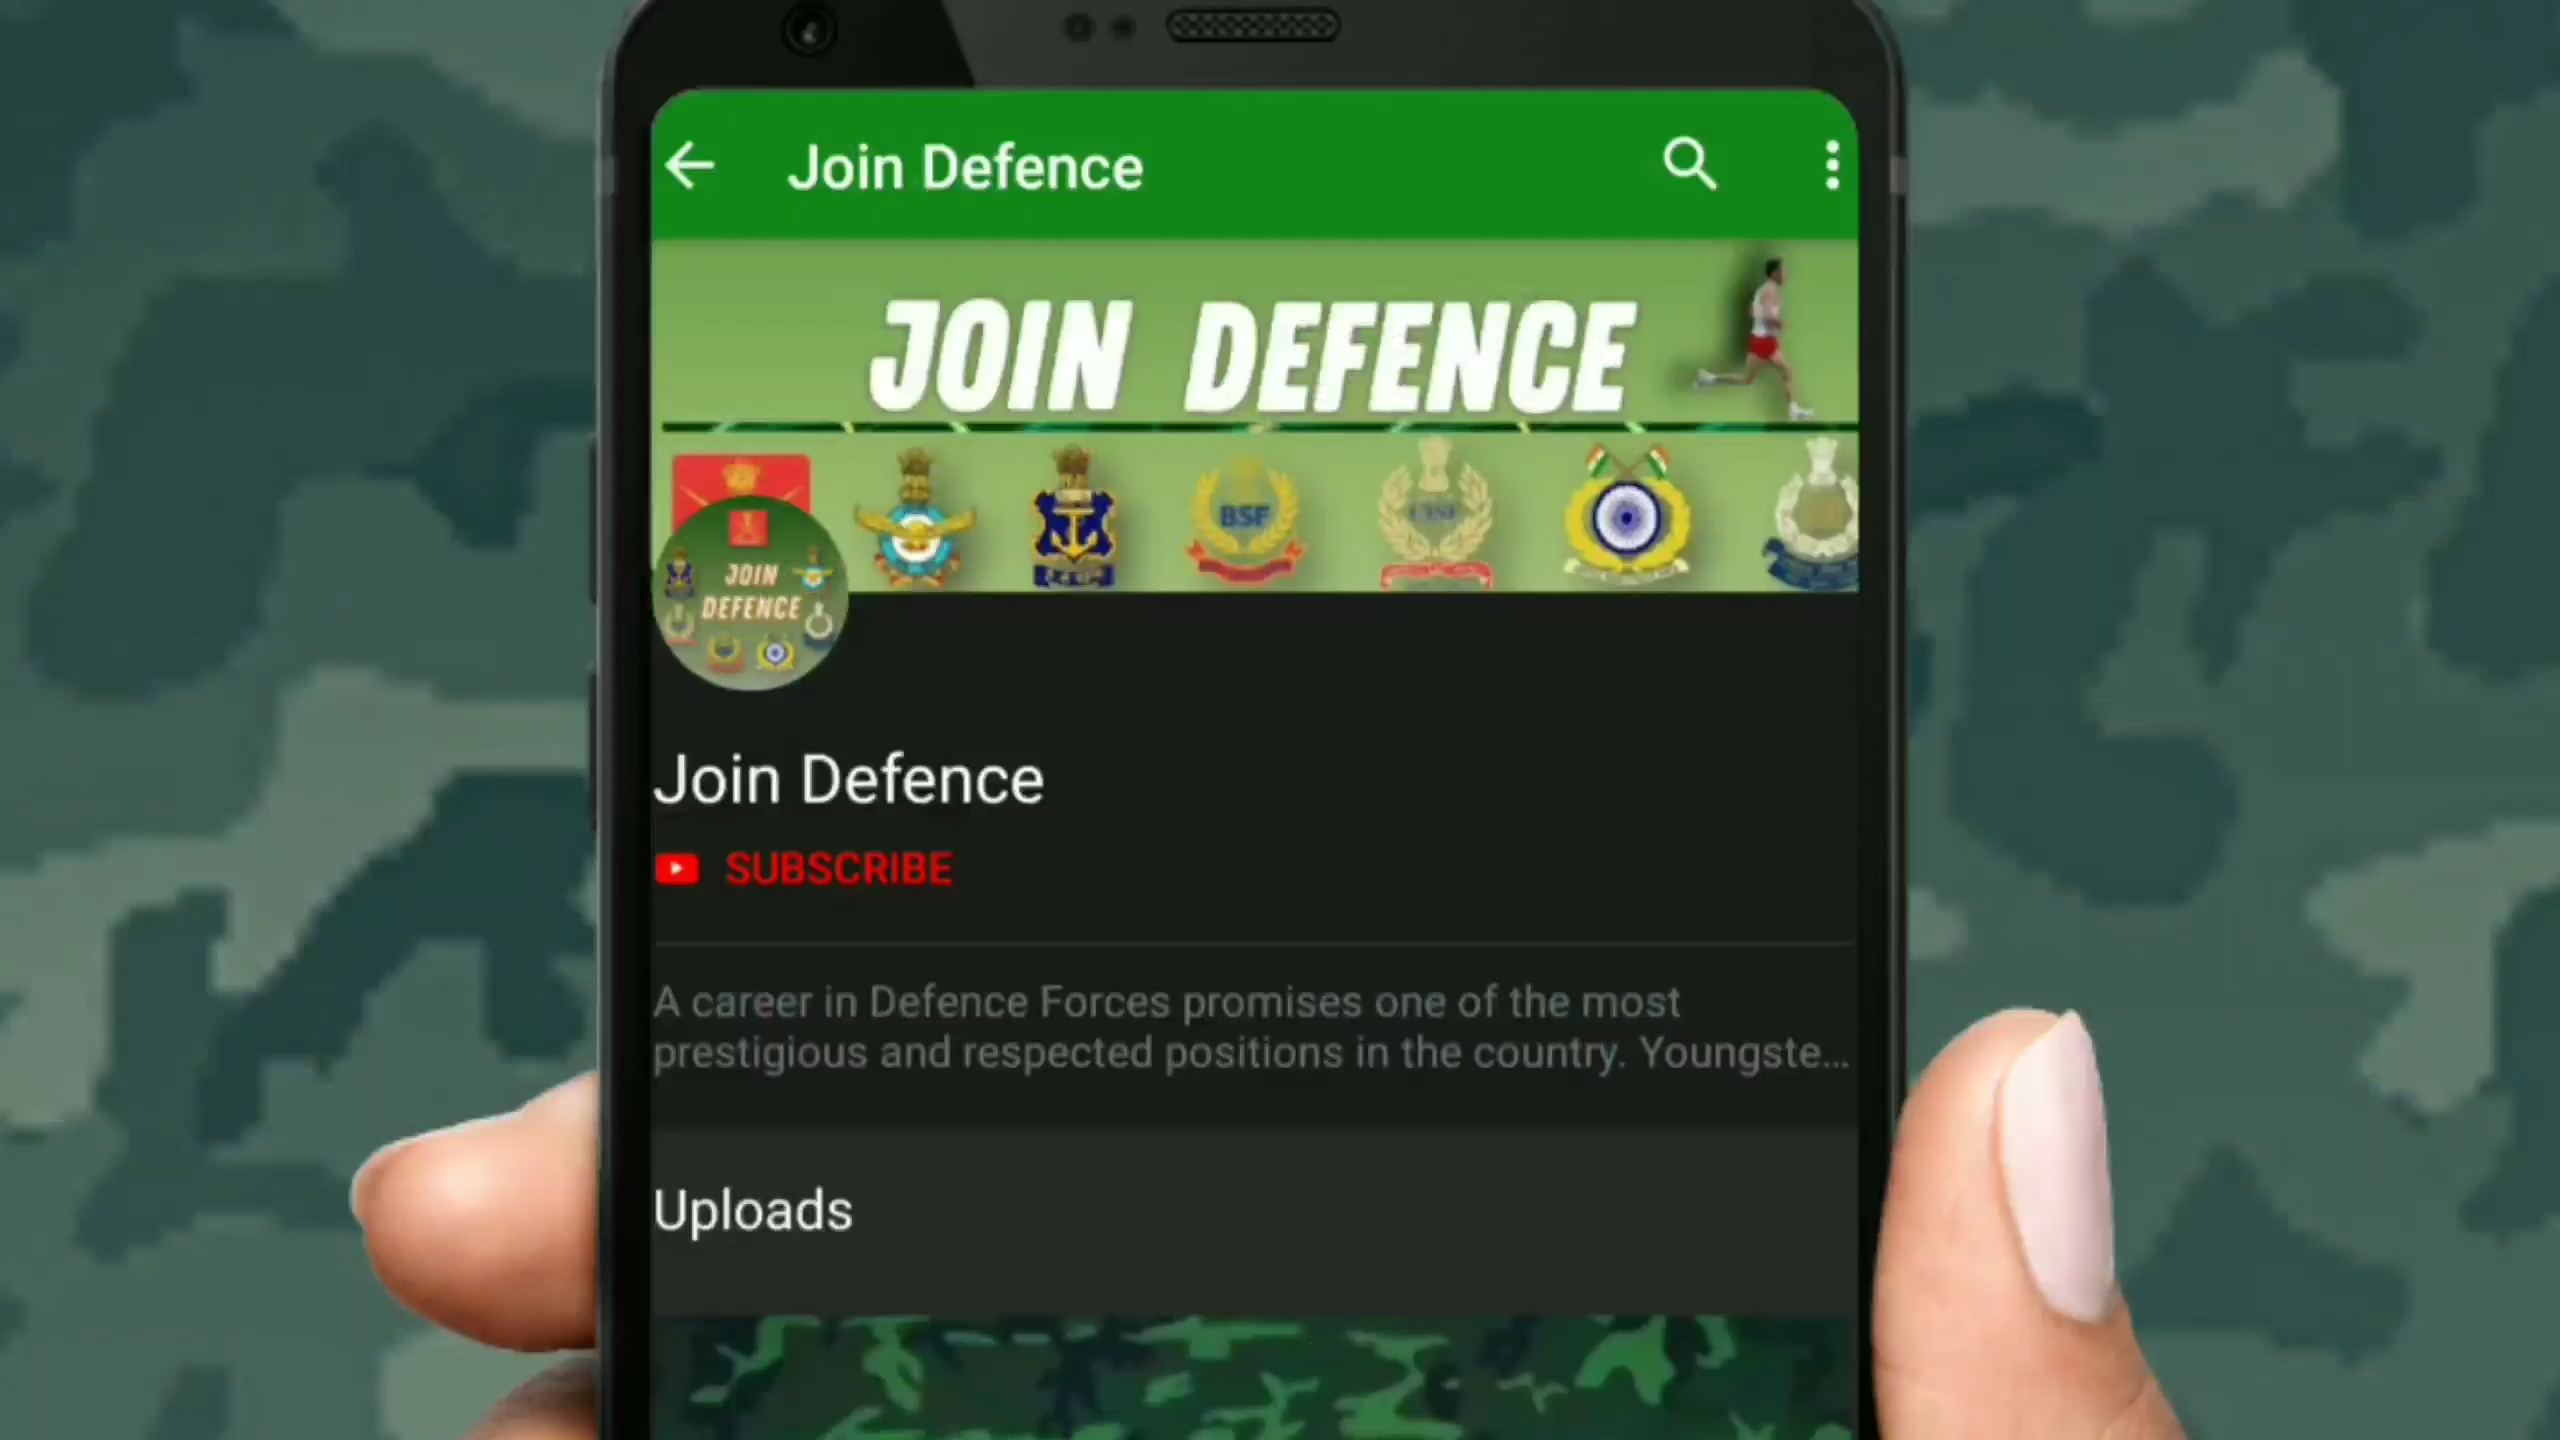 Join Defence
JOIN DEFENCE
BSF
CISF
JOIN
DEFENCE
Join Defence
SUBSCRIBE
A career in Defence Forces promises one of the most
prestigious and respected positions in the country. Youngste...
Uploads